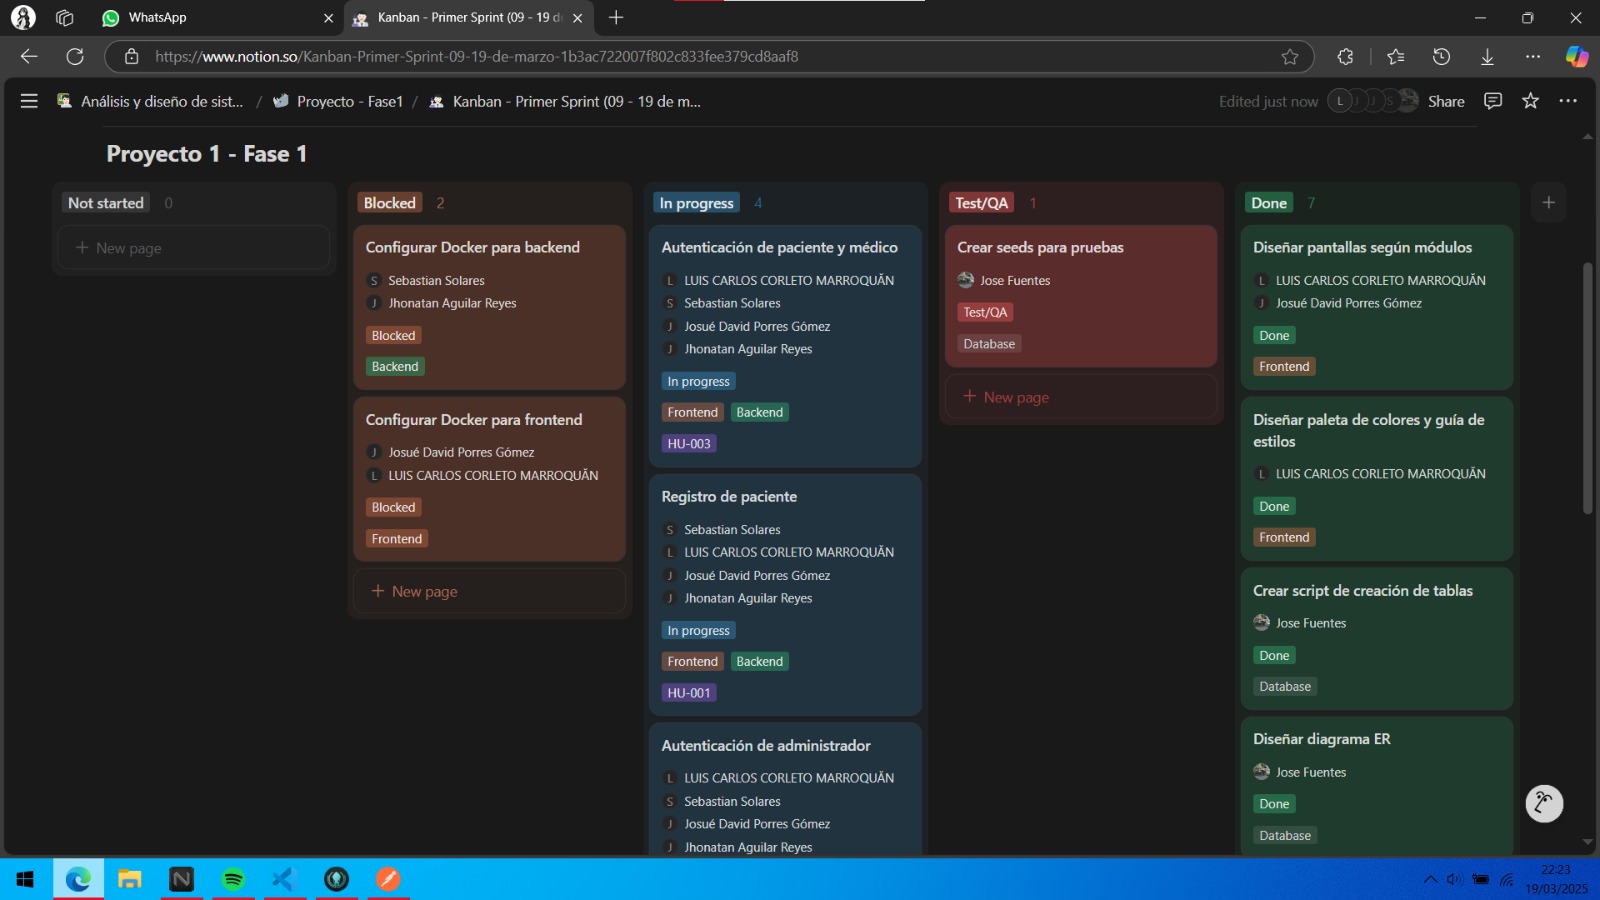 WhatsApp
Kanban - Primer Sprint (09 - 19 d
https://www.notion.so/Kanban-Primer-Sprint-09-19-de-marzo-1b3ac722007f802c833fee379cd8aaf8
Análisis y diseño de sist... / Proyecto - Fase1 / Kanban - Primer Sprint (09 - 19 de m...
Edited just now
L J J S
Share
Proyecto 1 - Fase 1
Not started 0
New page
Blocked 2
Configurar Docker para backend
S Sebastian Solares
J Jhonatan Aguilar Reyes
Blocked
Backend
Configurar Docker para frontend
J Josué David Porres Gómez
L LUIS CARLOS CORLETO MARROQUÃN
Blocked
Frontend
New page
In progress 4
Autenticación de paciente y médico
L LUIS CARLOS CORLETO MARROQUÃN
S Sebastian Solares
J Josué David Porres Gómez
J Jhonatan Aguilar Reyes
In progress
Frontend Backend
HU-003
Registro de paciente
S Sebastian Solares
L LUIS CARLOS CORLETO MARROQUÃN
J Josué David Porres Gómez
J Jhonatan Aguilar Reyes
In progress
Frontend Backend
HU-001
Autenticación de administrador
L LUIS CARLOS CORLETO MARROQUÃN
S Sebastian Solares
J Josué David Porres Gómez
J Jhonatan Aguilar Reyes
Test/QA 1
Crear seeds para pruebas
Jose Fuentes
Test/QA
Database
New page
Done 7
Diseñar pantallas según módulos
L LUIS CARLOS CORLETO MARROQUÃN
J Josué David Porres Gómez
Done
Frontend
Diseñar paleta de colores y guía de
estilos
L LUIS CARLOS CORLETO MARROQUÃN
Done
Frontend
Crear script de creación de tablas
Jose Fuentes
Done
Database
Diseñar diagrama ER
Jose Fuentes
Done
Database
22:23
19/03/2025